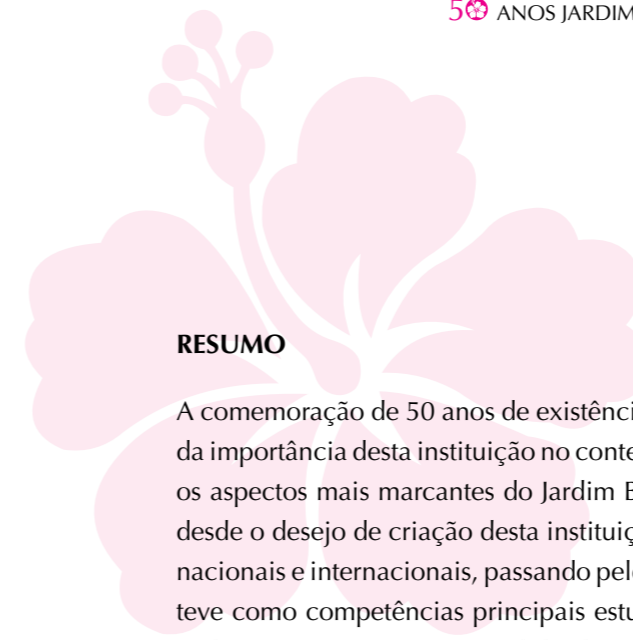 50 ANOS JARDIM
RESUMO
A comemoração de 50 anos de existênci
da importância desta instituição no conte
os aspectos mais marcantes do Jardim
desde o desejo de criação desta instituiç
nacionais e internacionais, passando pel
teve como competências principais estu